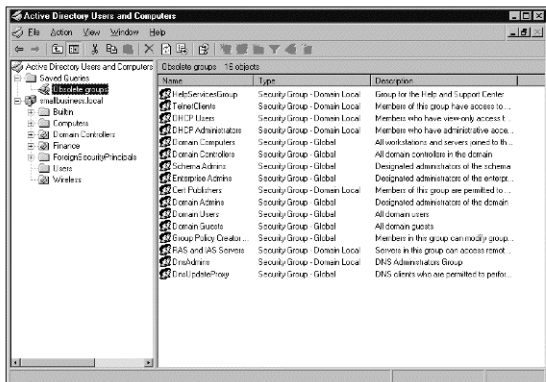 Active Directory Users and Computers
File Action View Window Help
Active Directory Users and Computers
Saved Queries
Obsolete groups
smallbusiness.local
Builtin
Computers
Domain Controllers
Finance
ForeignSecurityPrincipals
Users
Wireless
Obsolete groups 16 objects
Name Type Description
HelpServicesGroup Security Group - Domain Local Group for the Help and Support Center
TelnetClients Security Group - Domain Local Members of this group have access to ...
DHCP Users Security Group - Domain Local Members who have view-only access t...
DHCP Administrators Security Group - Domain Local Members who have administrative acce...
Domain Computers Security Group - Global All workstations and servers joined to th...
Domain Controllers Security Group - Global All domain controllers in the domain
Schema Admins Security Group - Global Designated administrators of the schema
Enterprise Admins Security Group - Global Designated administrators of the enterpr...
Cert Publishers Security Group - Domain Local Members of this group are permitted to ...
Domain Admins Security Group - Global Designated administrators of the domain
Domain Users Security Group - Global All domain users
Domain Guests Security Group - Global All domain guests
Group Policy Creator ... Security Group - Global Members in this group can modify group...
RAS and IAS Servers Security Group - Domain Local Servers in this group can access remot...
DnsAdmins Security Group - Domain Local DNS Administrators Group
DnsUpdateProxy Security Group - Global DNS clients who are permitted to perfor...